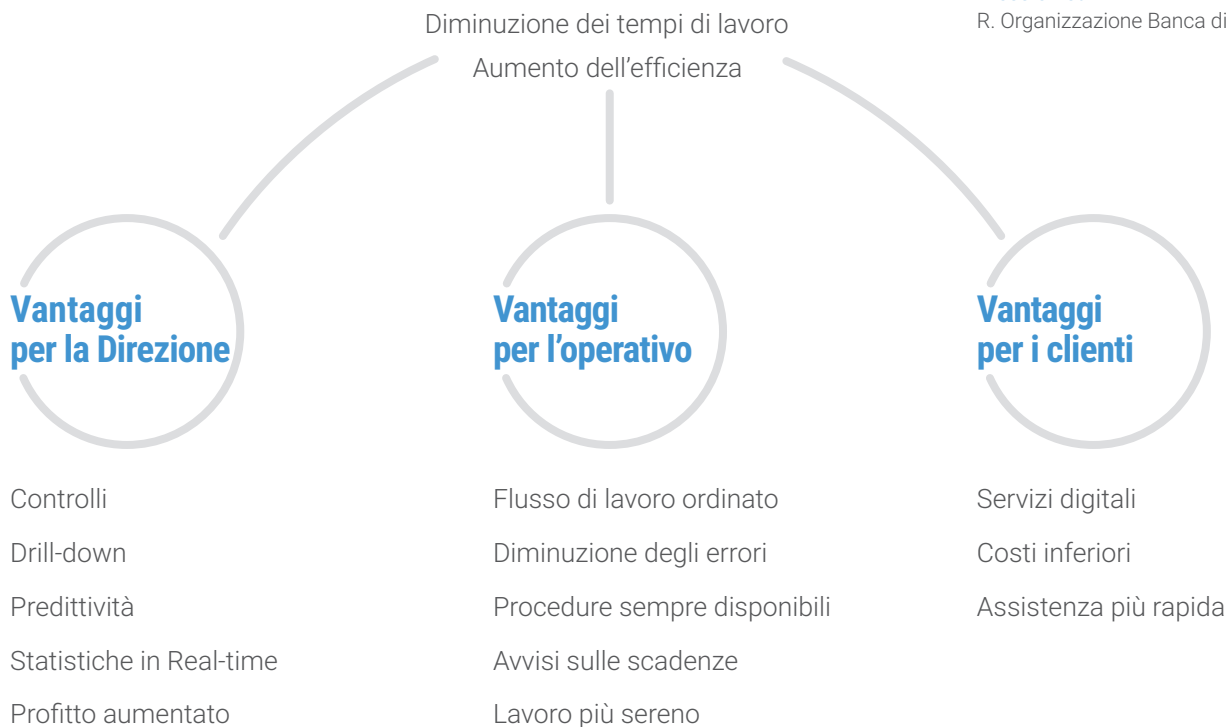 Diminuzione dei tempi di lavoro
Aumento dell’efficienza
R. Organizzazione Banca di
Vantaggi
per la Direzione
Controlli
Drill-down
Predittività
Statistiche in Real-time
Profitto aumentato
Vantaggi
per l’operativo
Flusso di lavoro ordinato
Diminuzione degli errori
Procedure sempre disponibili
Avvisi sulle scadenze
Lavoro più sereno
Vantaggi
per i clienti
Servizi digitali
Costi inferiori
Assistenza più rapida